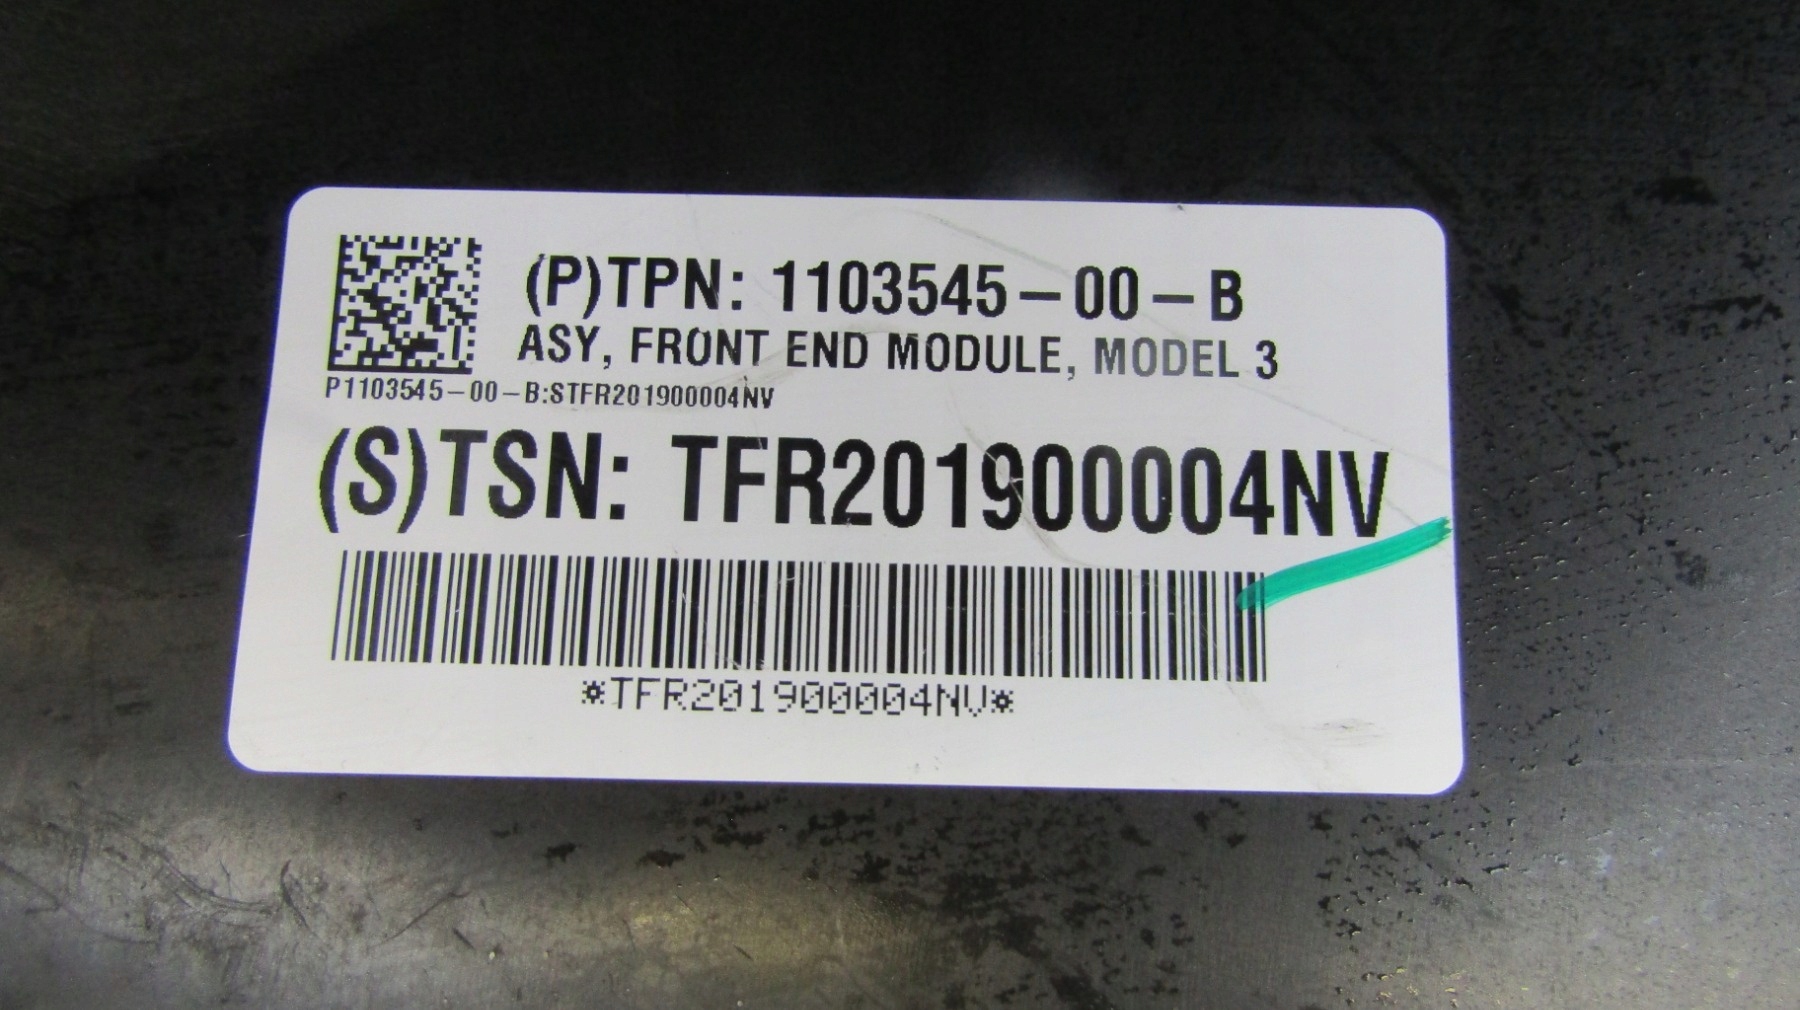 (P)TPN: 1103545-00-B
ASY, FRONT END MODULE, MODEL 3
P1103545-00-B:STFR201900004NV
(S)TSN: TFR201900004NV
*TFR201900004NV*